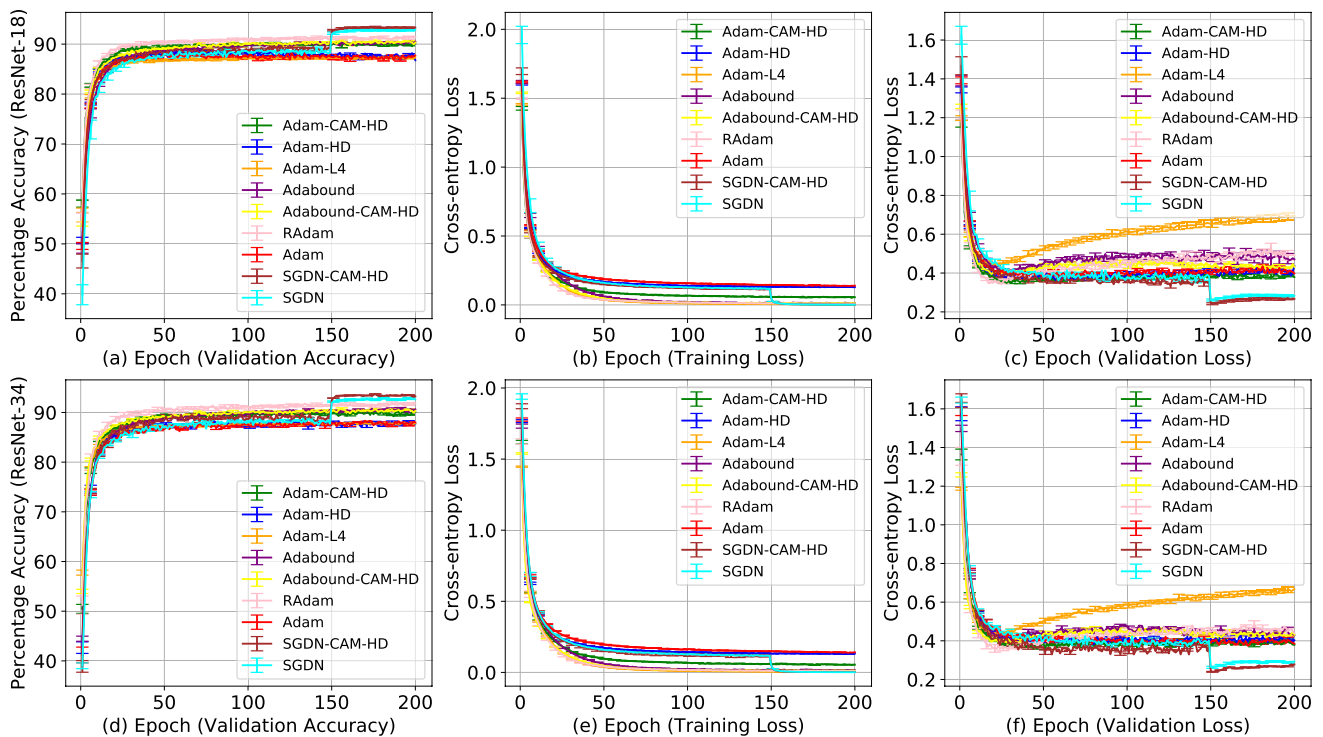 Percentage Accuracy (ResNet-18)
90
80
70
60
50
40
0 50 100 150 200
Adam-CAM-HD
Adam-HD
Adam-L4
Adabound
Adabound-CAM-HD
RAdam
Adam
SGDN-CAM-HD
SGDN
(a) Epoch (Validation Accuracy)
Cross-entropy Loss
2.0
1.5
1.0
0.5
0.0
0 50 100 150 200
Adam-CAM-HD
Adam-HD
Adam-L4
Adabound
Adabound-CAM-HD
RAdam
Adam
SGDN-CAM-HD
SGDN
(b) Epoch (Training Loss)
Cross-entropy Loss
1.6
1.4
1.2
1.0
0.8
0.6
0.4
0.2
0 50 100 150 200
Adam-CAM-HD
Adam-HD
Adam-L4
Adabound
Adabound-CAM-HD
RAdam
Adam
SGDN-CAM-HD
SGDN
(c) Epoch (Validation Loss)
Percentage Accuracy (ResNet-34)
90
80
70
60
50
40
0 50 100 150 200
Adam-CAM-HD
Adam-HD
Adam-L4
Adabound
Adabound-CAM-HD
RAdam
Adam
SGDN-CAM-HD
SGDN
(d) Epoch (Validation Accuracy)
Cross-entropy Loss
2.0
1.5
1.0
0.5
0.0
0 50 100 150 200
Adam-CAM-HD
Adam-HD
Adam-L4
Adabound
Adabound-CAM-HD
RAdam
Adam
SGDN-CAM-HD
SGDN
(e) Epoch (Training Loss)
Cross-entropy Loss
1.6
1.4
1.2
1.0
0.8
0.6
0.4
0.2
0 50 100 150 200
Adam-CAM-HD
Adam-HD
Adam-L4
Adabound
Adabound-CAM-HD
RAdam
Adam
SGDN-CAM-HD
SGDN
(f) Epoch (Validation Loss)